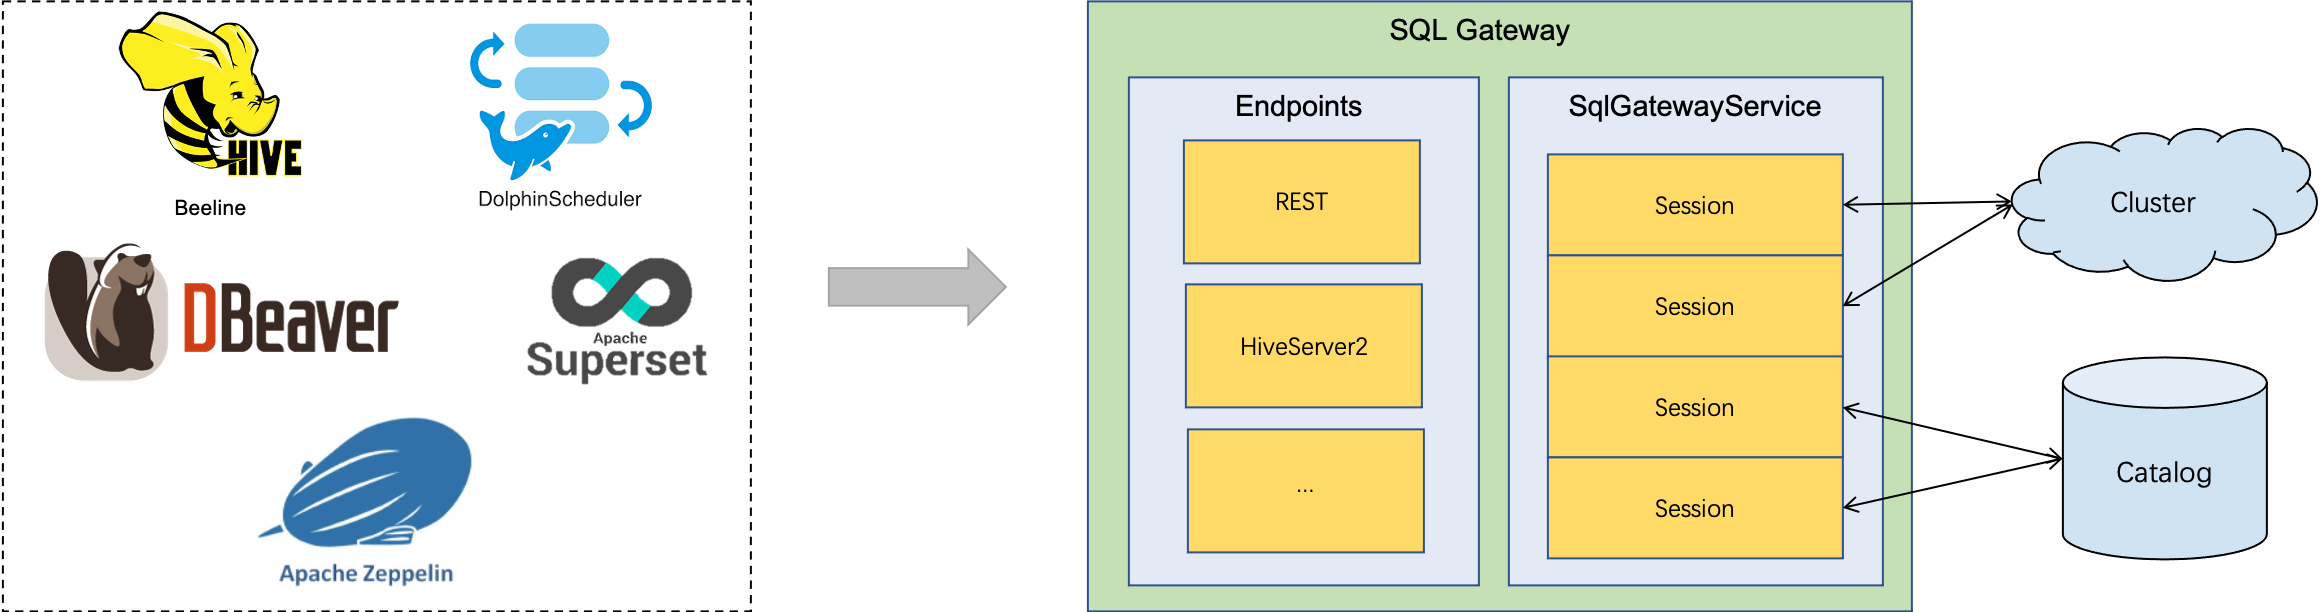 HIVE
Beeline
DolphinScheduler
DBeaver
Apache
Superset
Apache Zeppelin
SQL Gateway
Endpoints
REST
HiveServer2
...
SqlGatewayService
Session
Session
Session
Session
Cluster
Catalog